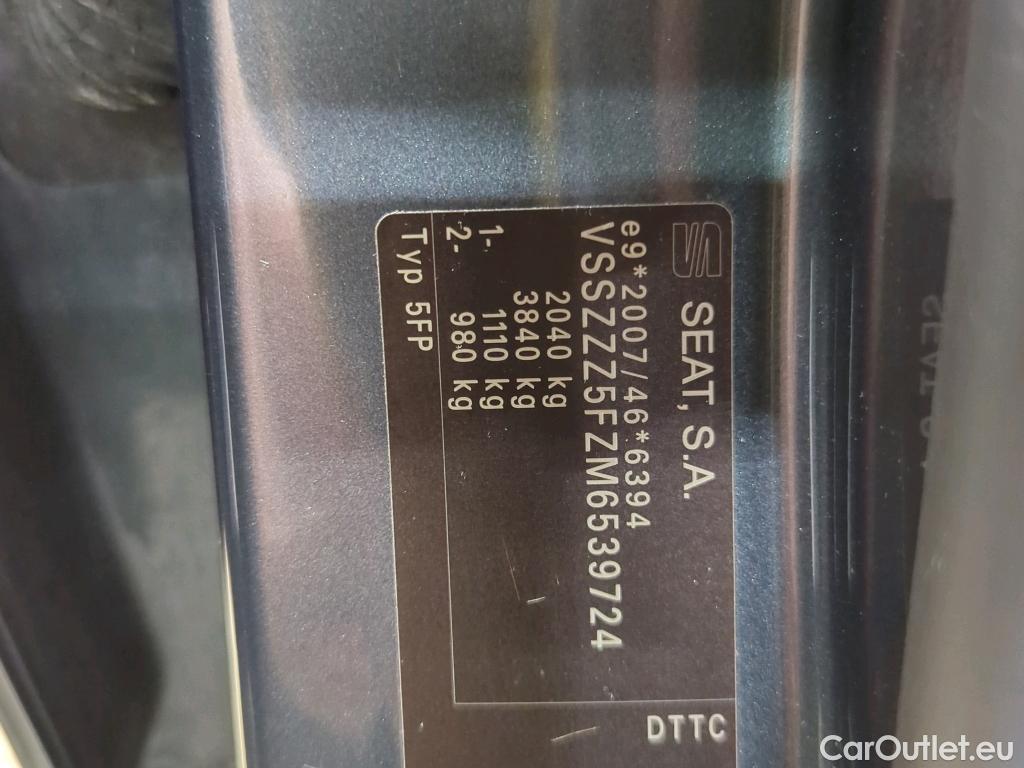 SEAT, S.A.
e9*2007/46*6394
VSSZZZ5FZM6539724
2040 kg
3840 kg
1- 1110 kg
2- 980 kg
Typ 5FP
DTTC
CarOutlet.eu